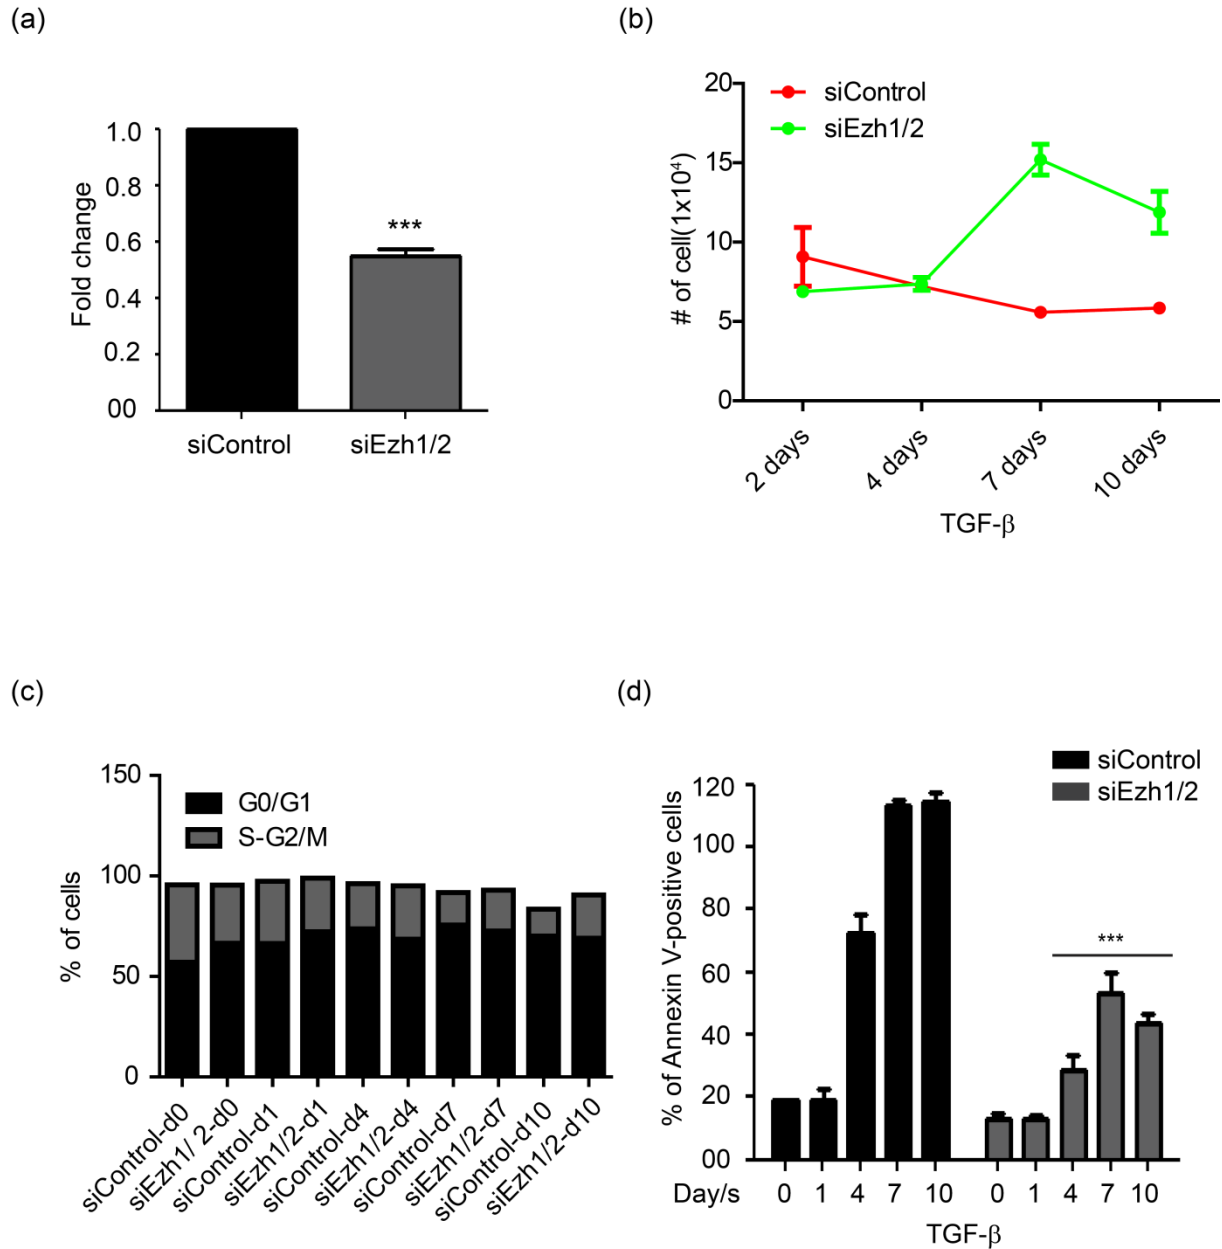 (a)
1.0
0.8
0.6
0.4
0.2
00
Fold change
***
siControl
siEzh1/2
(b)
siControl
siEzh1/2
20
15
10
5
0
# of cell(1x10⁴)
2 days
4 days
7 days
10 days
TGF-β
(c)
150
100
50
0
% of cells
G0/G1
S-G2/M
siControl-d0
siEzh1/ 2-d0
siControl-d1
siEzh1/2-d1
siControl-d4
siEzh1/2-d4
siControl-d7
siEzh1/2-d7
siControl-d10
siEzh1/2-d10
(d)
siControl
siEzh1/2
120
100
80
60
40
20
00
% of Annexin V-positive cells
***
Day/s 0 1 4 7 10 0 1 4 7 10
TGF-β